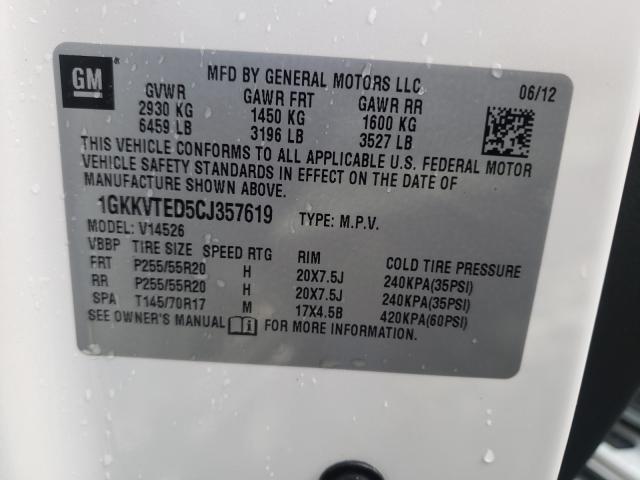 GM
MFD BY GENERAL MOTORS LLC
06/12
GVWR GAWR FRT GAWR RR
2930 KG 1450 KG 1600 KG
6459 LB 3196 LB 3527 LB
THIS VEHICLE CONFORMS TO ALL APPLICABLE U.S. FEDERAL MOTOR
VEHICLE SAFETY STANDARDS IN EFFECT ON THE DATE OF
MANUFACTURE SHOWN ABOVE.
1GKKVTED5CJ357619 TYPE: M.P.V.
MODEL: V14526
VBBP TIRE SIZE SPEED RTG RIM COLD TIRE PRESSURE
FRT P255/55R20 H 20X7.5J 240KPA(35PSI)
RR P255/55R20 H 20X7.5J 240KPA(35PSI)
SPA T145/70R17 M 17X4.5B 420KPA(60PSI)
SEE OWNER'S MANUAL FOR MORE INFORMATION.